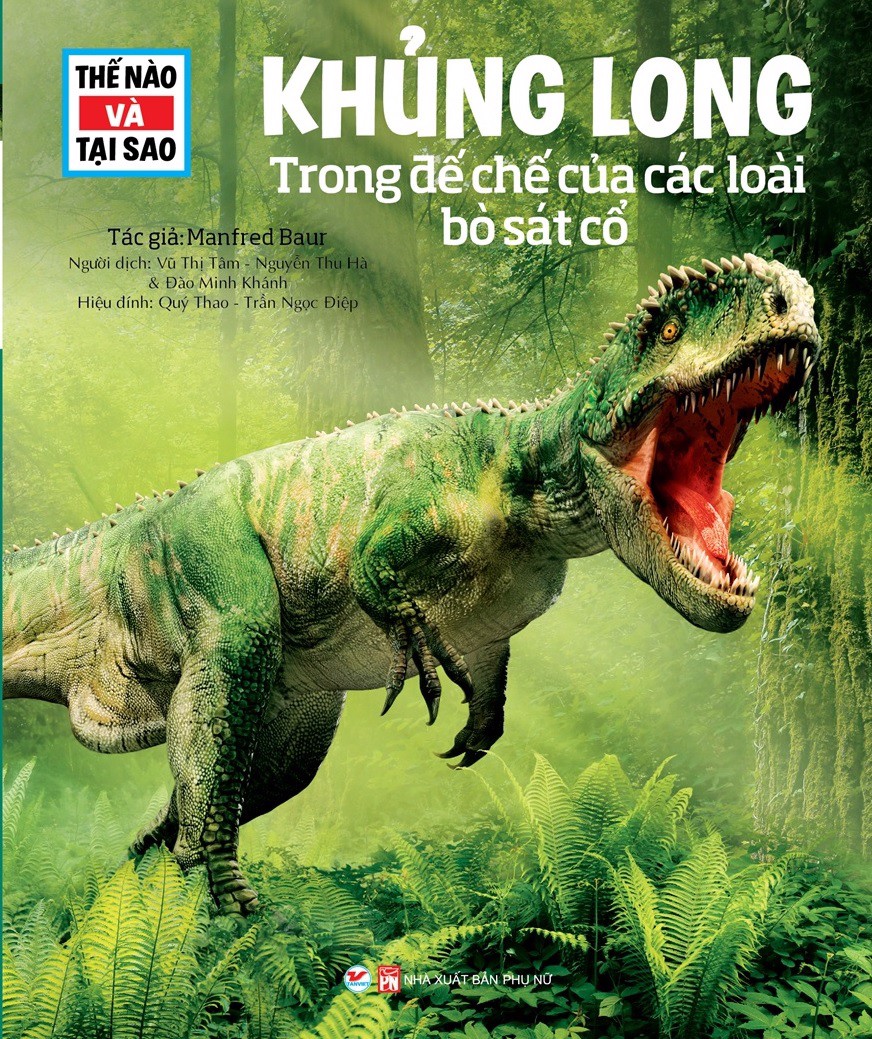 THẾ NÀO
VÀ
TẠI SAO
KHỦNG LONG
Trong đế chế của các loài
bò sát cổ
Tác giả: Manfred Baur
Người dịch: Vũ Thị Tâm - Nguyễn Thu Hà
& Đào Minh Khánh
Hiệu đính: Quý Thao - Trần Ngọc Điệp
TANVIET
PN
NHÀ XUẤT BẢN PHỤ NỮ